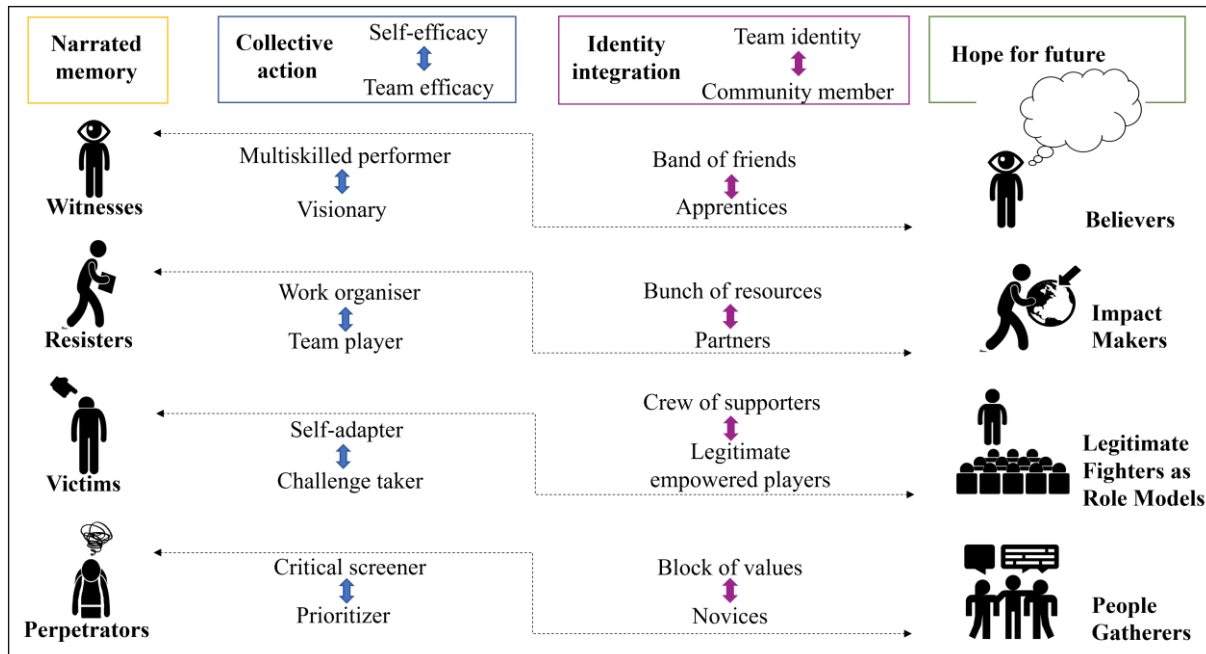 Narrated
memory
Collective
action
Self-efficacy
Team efficacy
Identity
integration
Team identity
Community member
Hope for future
Witnesses
Multiskilled performer
Visionary
Band of friends
Apprentices
Believers
Resisters
Work organiser
Team player
Bunch of resources
Partners
Impact
Makers
Victims
Self-adapter
Challenge taker
Crew of supporters
Legitimate
empowered players
Legitimate
Fighters as
Role Models
Perpetrators
Critical screener
Prioritizer
Block of values
Novices
People
Gatherers